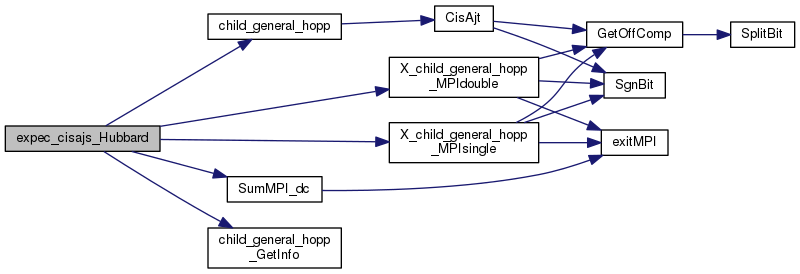 child_general_hopp
CisAjt
GetOffComp
SplitBit
X_child_general_hopp
_MPIdouble
SgnBit
expec_cisajs_Hubbard
X_child_general_hopp
_MPIsingle
exitMPI
SumMPI_dc
child_general_hopp
_GetInfo